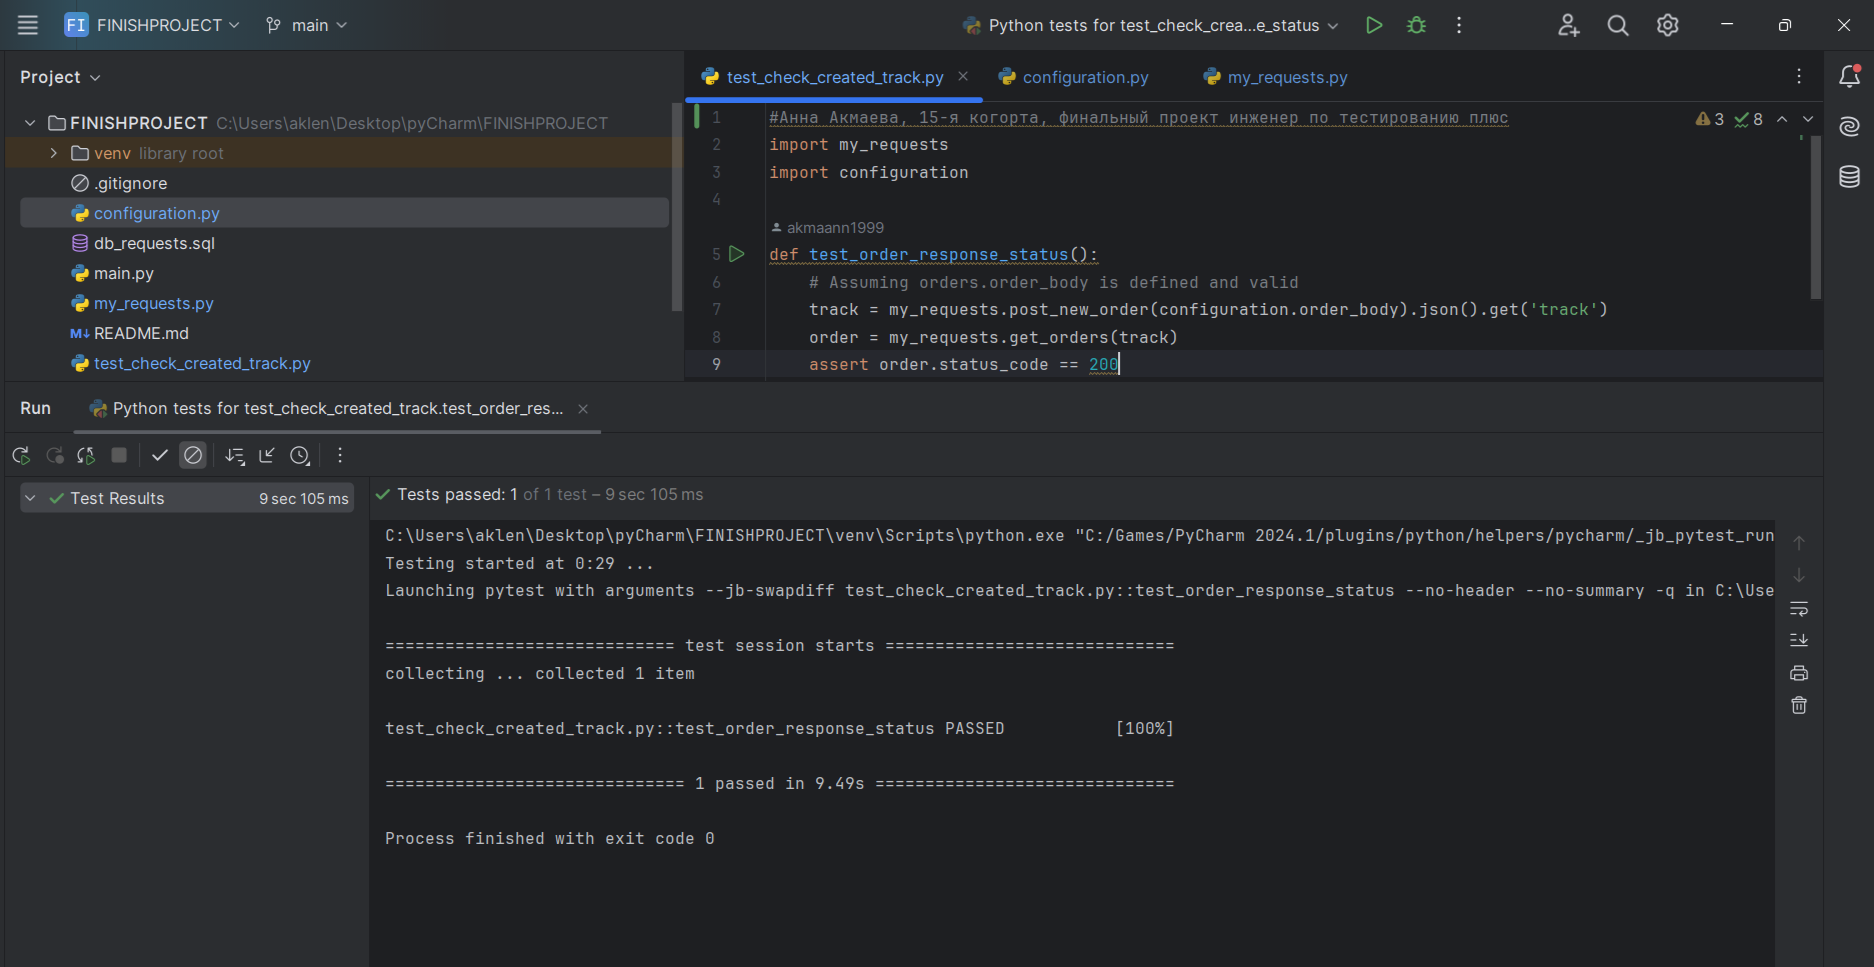 FI FINISHPROJECT main Python tests for test_check_crea...e_status
Project
FINISHPROJECT C:\Users\aklen\Desktop\pyCharm\FINISHPROJECT
venv library root
.gitignore
configuration.py
db_requests.sql
main.py
my_requests.py
M↓ README.md
test_check_created_track.py
test_check_created_track.py configuration.py my_requests.py
3 8
1 #Анна Акмаева, 15-я когорта, финальный проект инженер по тестированию плюс
2 import my_requests
3 import configuration
4
akmaann1999
5 def test_order_response_status():
6 # Assuming orders.order_body is defined and valid
7 track = my_requests.post_new_order(configuration.order_body).json().get('track')
8 order = my_requests.get_orders(track)
9 assert order.status_code == 200
Run Python tests for test_check_created_track.test_order_res...
Test Results 9 sec 105 ms
Tests passed: 1 of 1 test – 9 sec 105 ms
C:\Users\aklen\Desktop\pyCharm\FINISHPROJECT\venv\Scripts\python.exe "C:/Games/PyCharm 2024.1/plugins/python/helpers/pycharm/_jb_pytest_run
Testing started at 0:29 ...
Launching pytest with arguments --jb-swapdiff test_check_created_track.py::test_order_response_status --no-header --no-summary -q in C:\Use
============================= test session starts =============================
collecting ... collected 1 item
test_check_created_track.py::test_order_response_status PASSED [100%]
============================== 1 passed in 9.49s ==============================
Process finished with exit code 0